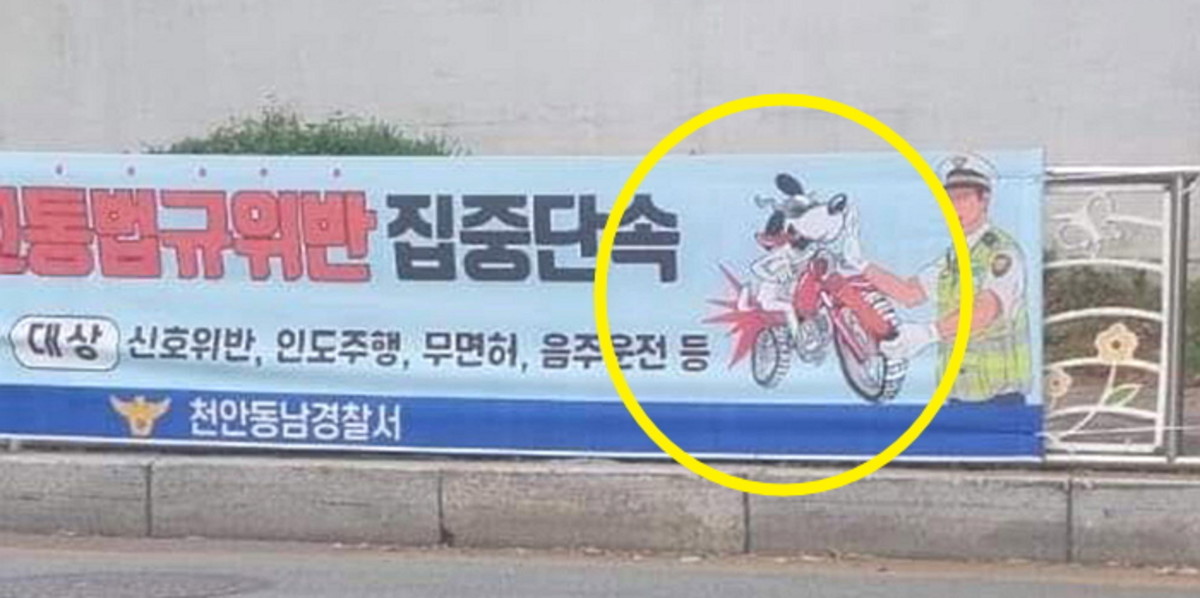 통법규위반 집중단속
대상 신호위반, 인도주행, 무면허, 음주운전 등
천안동남경찰서